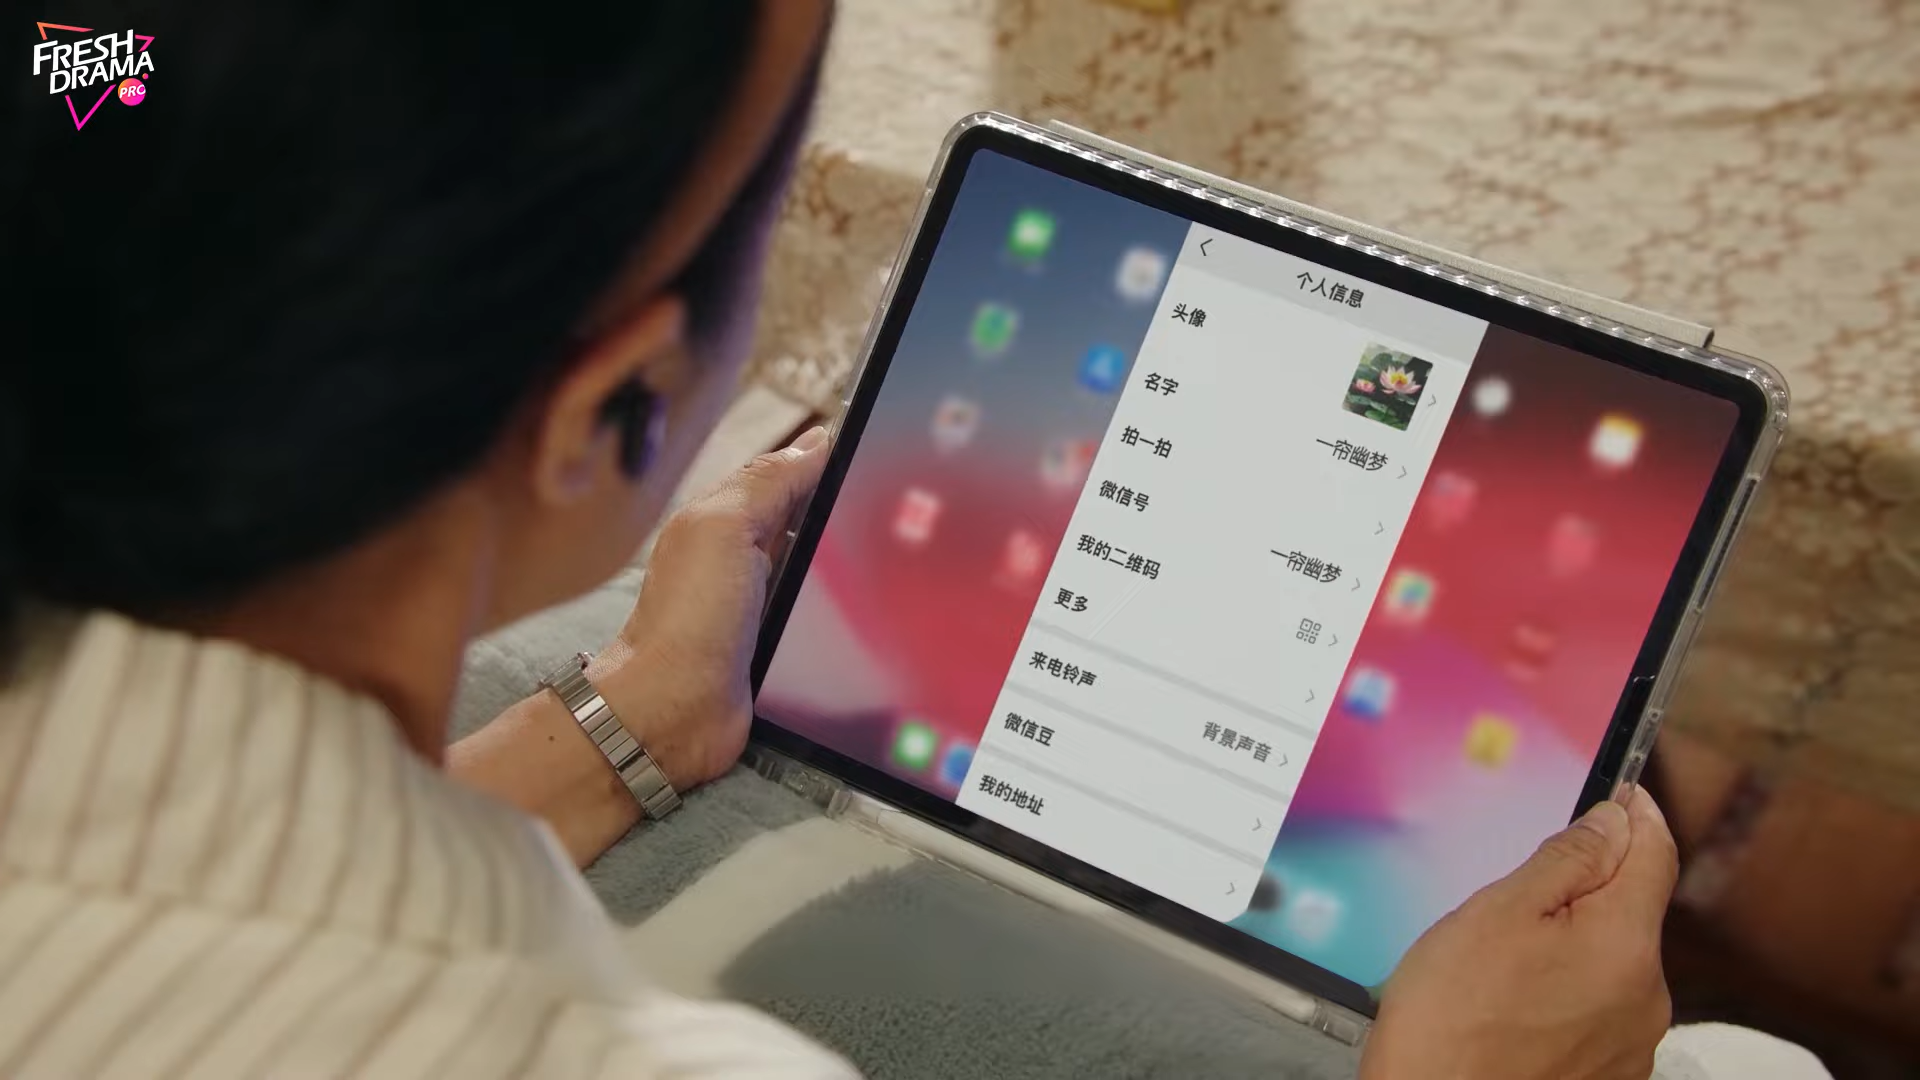 FRESH
DRAMA
PRO
个人信息
头像
名字
一帘幽梦
拍一拍
微信号
一帘幽梦
我的二维码
更多
来电铃声
背景声音
微信豆
我的地址